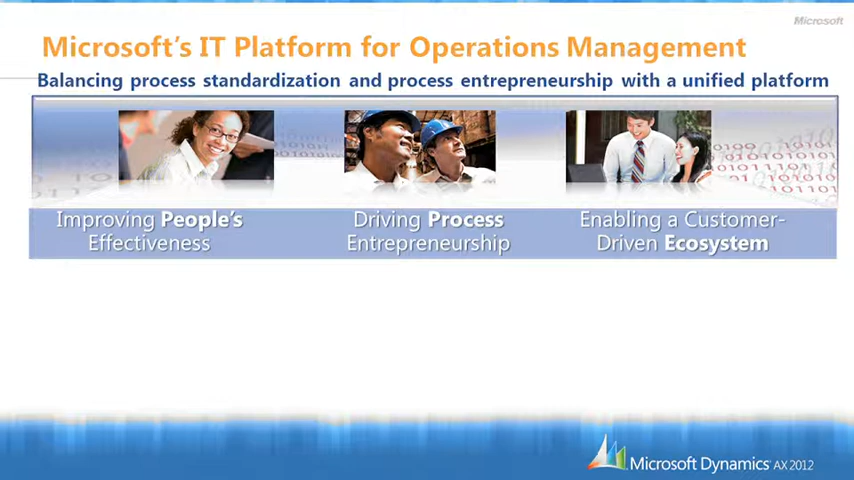 Microsoft
Microsoft's IT Platform for Operations Management
Balancing process standardization and process entrepreneurship with a unified platform
Improving People's
Effectiveness
Driving Process
Entrepreneurship
Enabling a Customer-
Driven Ecosystem
Microsoft Dynamics AX 2012